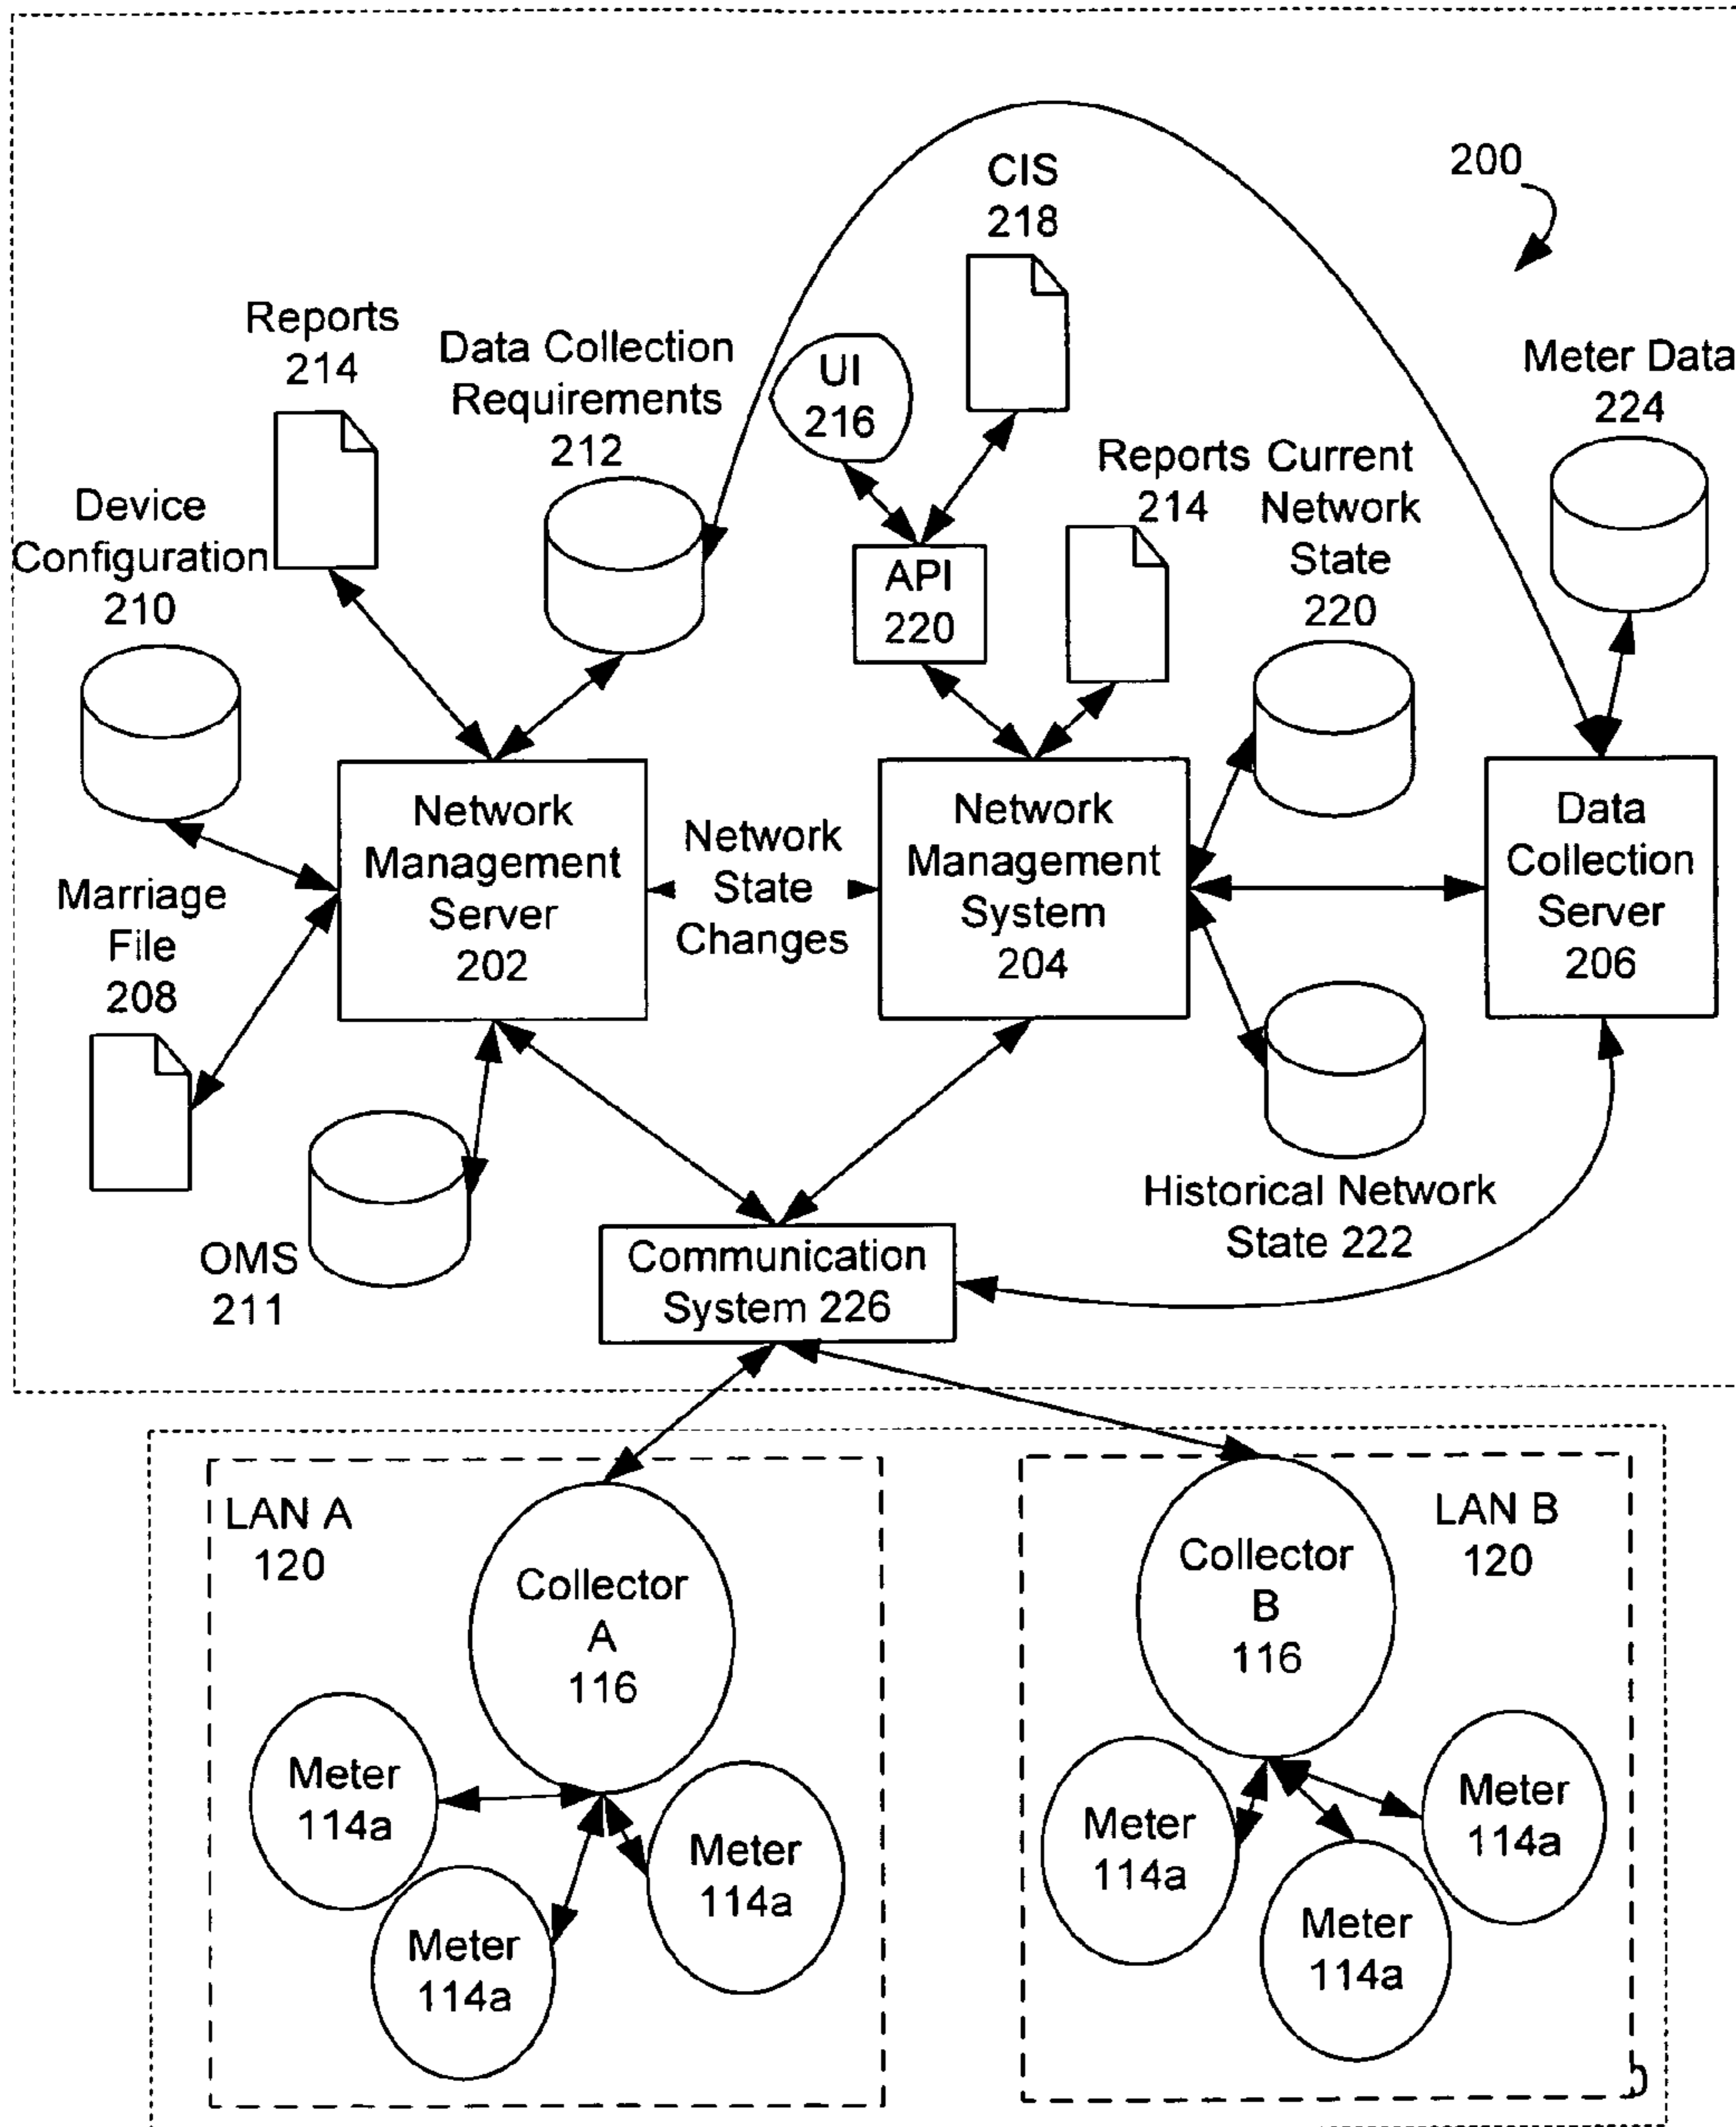 200
CIS
218
Reports
214
Data Collection
Requirements
212
UI
216
Meter Data
224
Reports
214
Current
Network
State
220
Device
Configuration
210
API
220
Network
Management
Server
202
Network
State
Changes
Network
Management
System
204
Data
Collection
Server
206
Marriage
File
208
Historical Network
State 222
OMS
211
Communication
System 226
LAN A
120
Collector
A
116
Meter
114a
Meter
114a
Meter
114a
LAN B
120
Collector
B
116
Meter
114a
Meter
114a
Meter
114a